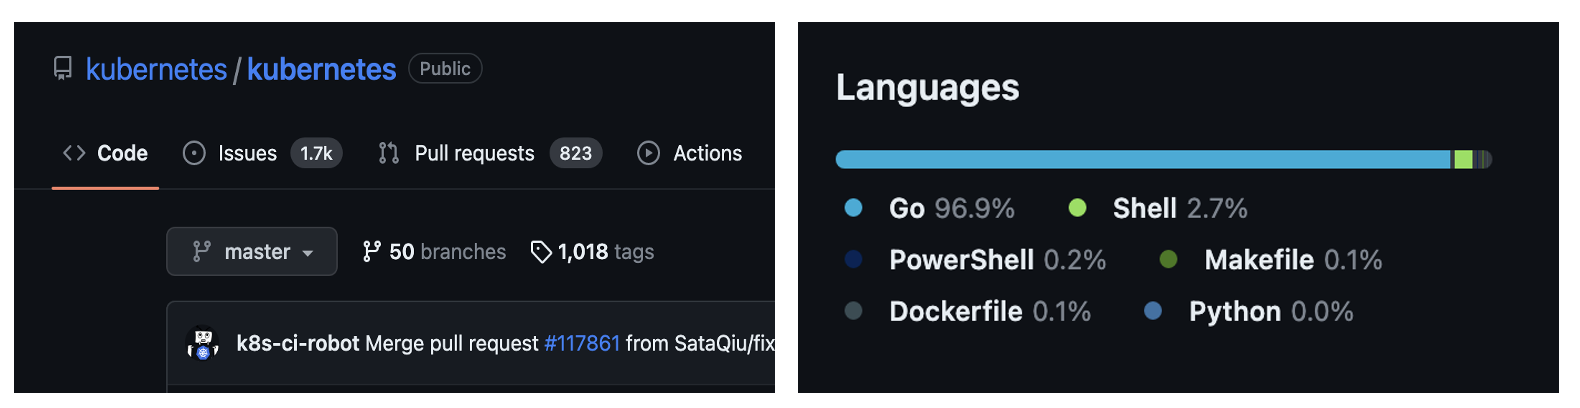 kubernetes/kubernetes Public
Code Issues 1.7k Pull requests 823 Actions
master 50 branches 1,018 tags
k8s-ci-robot Merge pull request #117861 from SataQiu/fix
Languages
Go 96.9% Shell 2.7%
PowerShell 0.2% Makefile 0.1%
Dockerfile 0.1% Python 0.0%